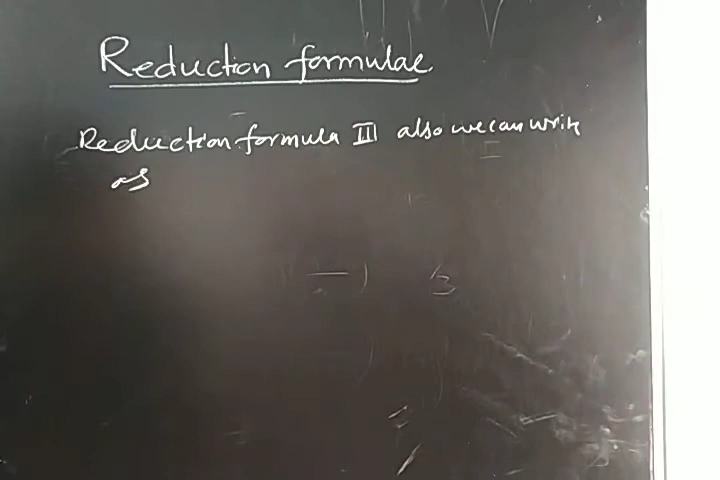 Reduction formulae
Reduction formula III also we can write
as